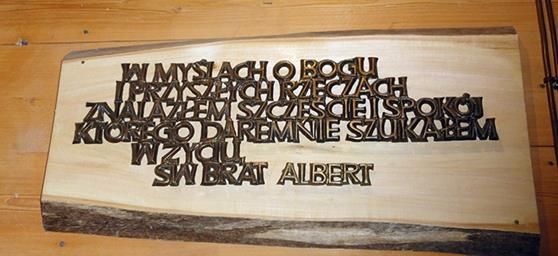 W MYŚLACH O BOGU
I PRZYSZŁYCH RZECZACH
ZNALAZŁEM SZCZĘŚCIE I SPOKÓJ
KTÓREGO DAREMNIE SZUKAŁEM
W ŻYCIU,
ŚW BRAT ALBERT